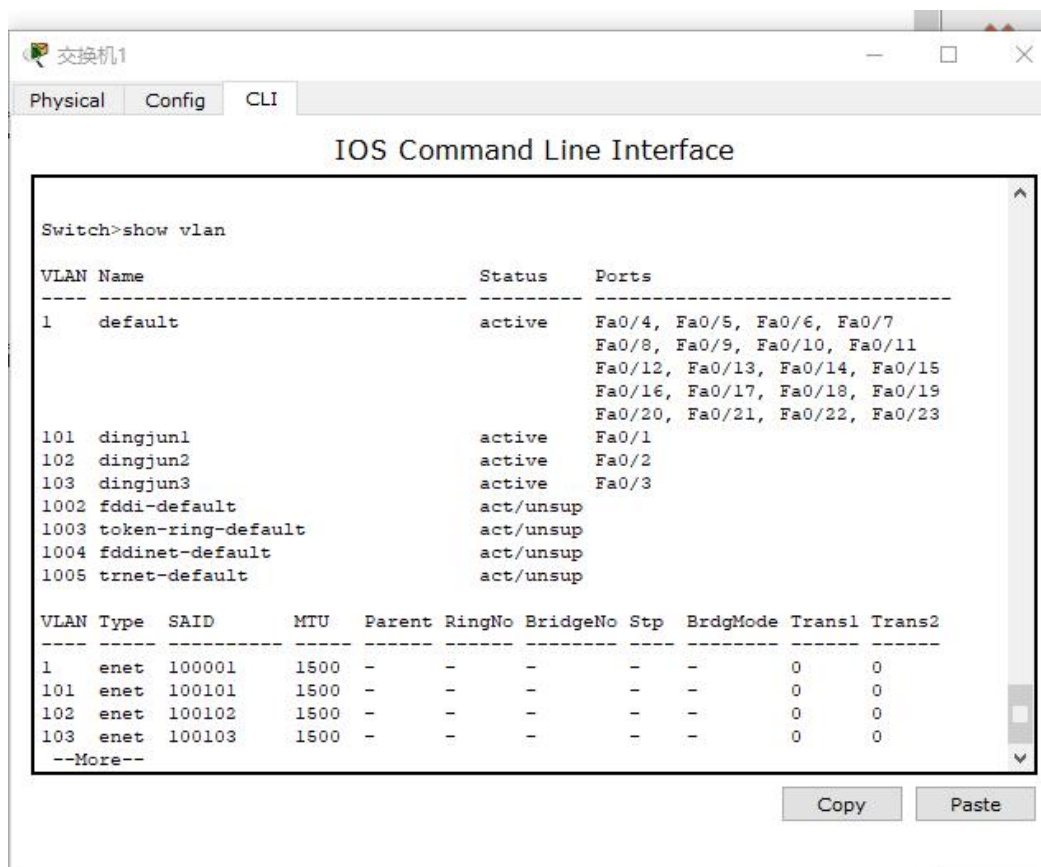 交换机1
Physical Config CLI
IOS Command Line Interface
Switch>show vlan
VLAN Name Status Ports
---- -------------------------------- --------- -------------------------------
1 default active Fa0/4, Fa0/5, Fa0/6, Fa0/7
Fa0/8, Fa0/9, Fa0/10, Fa0/11
Fa0/12, Fa0/13, Fa0/14, Fa0/15
Fa0/16, Fa0/17, Fa0/18, Fa0/19
Fa0/20, Fa0/21, Fa0/22, Fa0/23
101 dingjun1 active Fa0/1
102 dingjun2 active Fa0/2
103 dingjun3 active Fa0/3
1002 fddi-default act/unsup
1003 token-ring-default act/unsup
1004 fddinet-default act/unsup
1005 trnet-default act/unsup
VLAN Type SAID MTU Parent RingNo BridgeNo Stp BrdgMode Trans1 Trans2
---- ----- ---------- ----- ------ ------ -------- ---- -------- ------ ------
1 enet 100001 1500 - - - - - 0 0
101 enet 100101 1500 - - - - - 0 0
102 enet 100102 1500 - - - - - 0 0
103 enet 100103 1500 - - - - - 0 0
--More--
Copy Paste